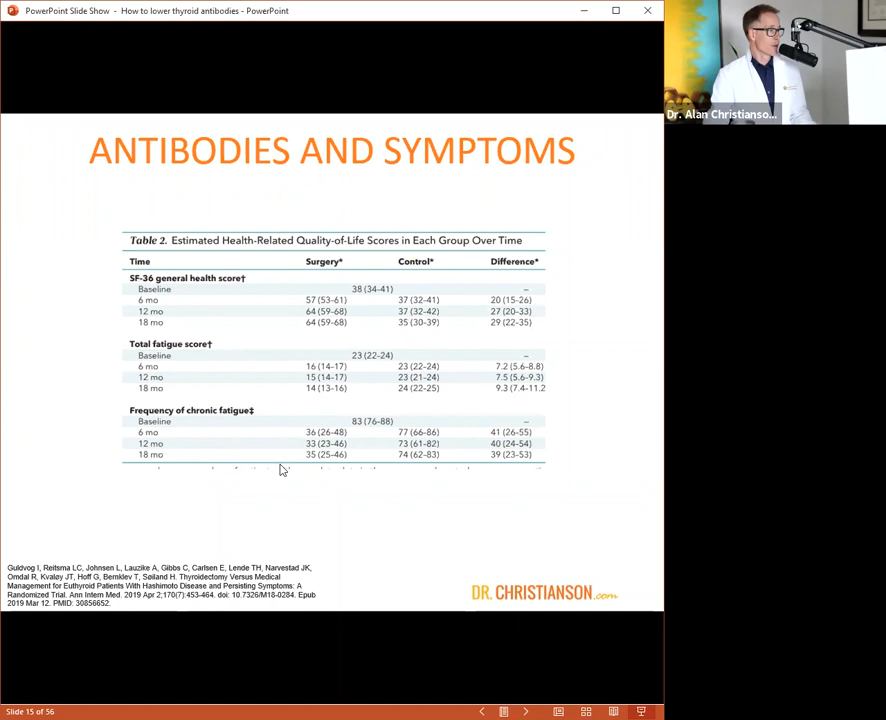 PowerPoint Slide Show - How to lower thyroid antibodies - PowerPoint
Dr. Alan Christianso...
ANTIBODIES AND SYMPTOMS
Table 2. Estimated Health-Related Quality-of-Life Scores in Each Group Over Time
Time Surgery* Control* Difference*
SF-36 general health score†
Baseline 38 (34–41) –
6 mo 57 (53–61) 37 (32–41) 20 (15–26)
12 mo 64 (59–68) 37 (32–42) 27 (20–33)
18 mo 64 (59–68) 35 (30–39) 29 (22–35)
Total fatigue score†
Baseline 23 (22–24) –
6 mo 16 (14–17) 23 (22–24) 7.2 (5.6–8.8)
12 mo 15 (14–17) 23 (21–24) 7.5 (5.6–9.3)
18 mo 14 (13–16) 24 (22–25) 9.3 (7.4–11.2
Frequency of chronic fatigue‡
Baseline 83 (76–88) –
6 mo 36 (26–48) 77 (66–86) 41 (26–55)
12 mo 33 (23–46) 73 (61–82) 40 (24–54)
18 mo 35 (25–46) 74 (62–83) 39 (23–53)
Guldvog I, Reitsma LC, Johnsen L, Lauzike A, Gibbs C, Carlsen E, Lende TH, Narvestad JK,
Omdal R, Kvaløy JT, Hoff G, Bernklev T, Søiland H. Thyroidectomy Versus Medical
Management for Euthyroid Patients With Hashimoto Disease and Persisting Symptoms: A
Randomized Trial. Ann Intern Med. 2019 Apr 2;170(7):453-464. doi: 10.7326/M18-0284. Epub
2019 Mar 12. PMID: 30856652.
DR. CHRISTIANSON.com
Slide 15 of 56